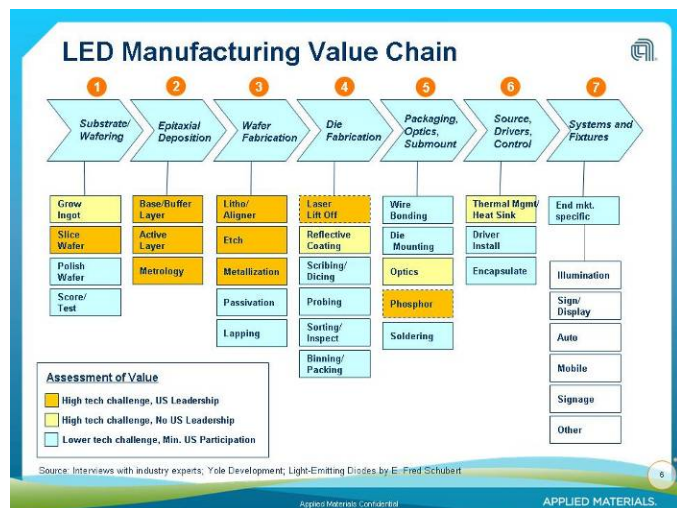 LED Manufacturing Value Chain
1
2
3
4
5
6
7
Substrate/
Wafering
Epitaxial
Deposition
Wafer
Fabrication
Die
Fabrication
Packaging,
Optics,
Submount
Source,
Drivers,
Control
Systems and
Fixtures
Grow
Ingot
Slice
Wafer
Polish
Wafer
Score/
Test
Base/Buffer
Layer
Active
Layer
Metrology
Litho/
Aligner
Etch
Metallization
Passivation
Lapping
Laser
Lift Off
Reflective
Coating
Scribing/
Dicing
Probing
Sorting/
Inspect
Binning/
Packing
Wire
Bonding
Die
Mounting
Optics
Phosphor
Soldering
Thermal Mgmt/
Heat Sink
Driver
Install
Encapsulate
End mkt.
specific
Illumination
Sign/
Display
Auto
Mobile
Signage
Other
Assessment of Value
High tech challenge, US Leadership
High tech challenge, No US Leadership
Lower tech challenge, Min. US Participation
Source: Interviews with industry experts; Yole Development; Light-Emitting Diodes by E. Fred Schubert
6
Applied Materials Confidential
APPLIED MATERIALS.